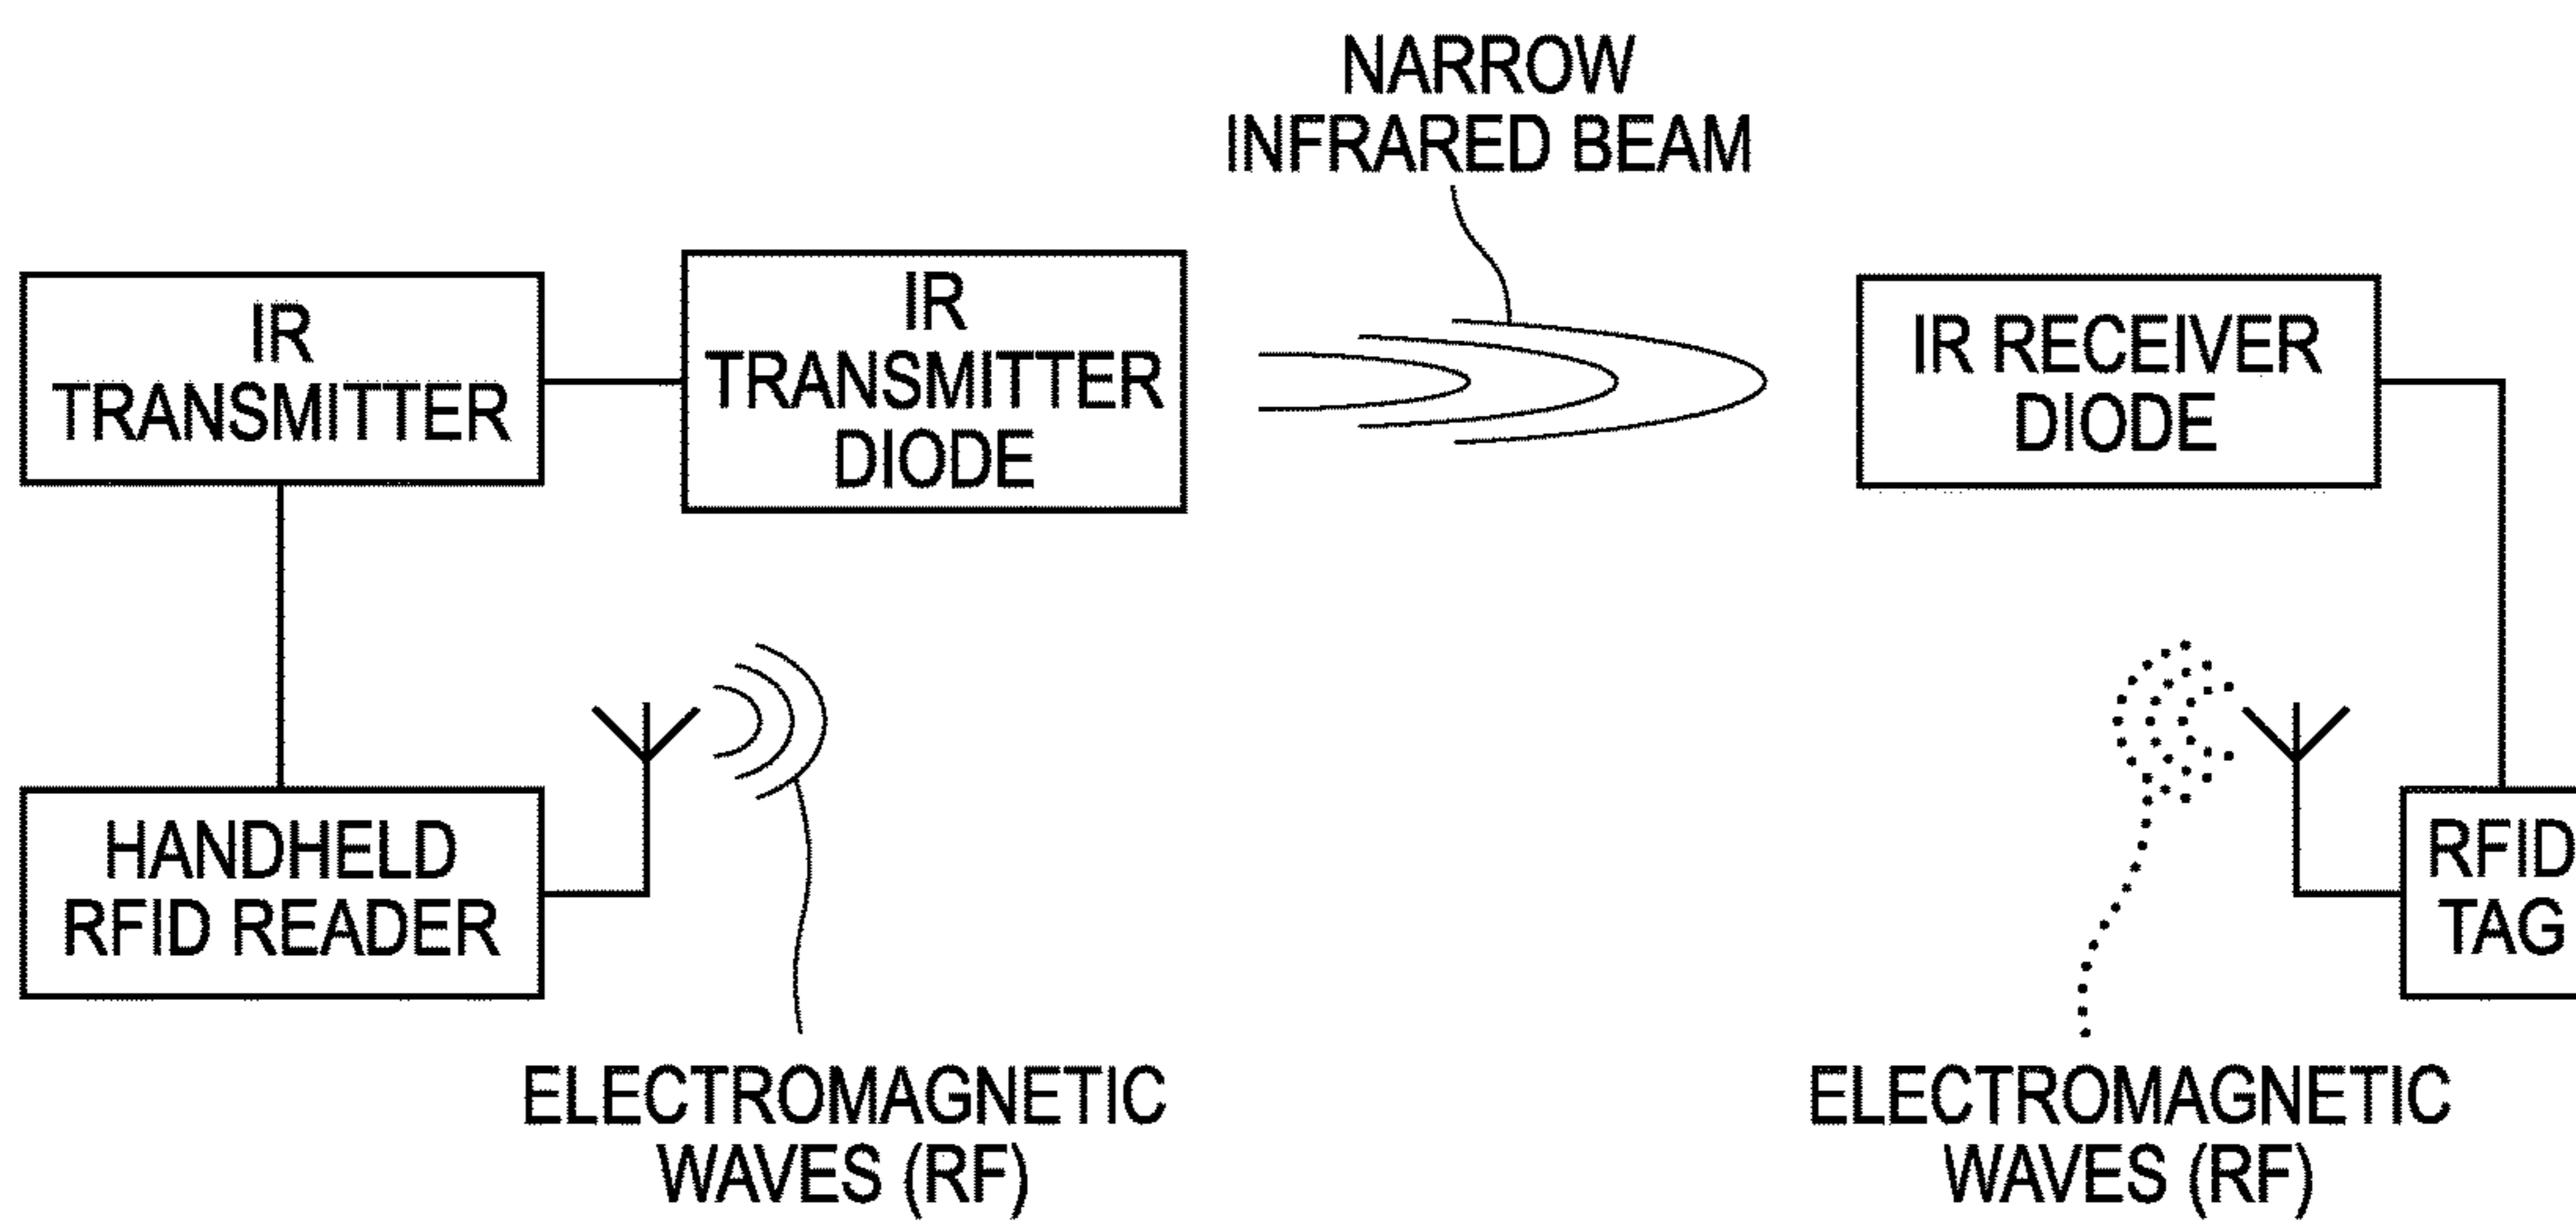 NARROW
INFRARED BEAM
IR
TRANSMITTER
IR
TRANSMITTER
DIODE
IR RECEIVER
DIODE
HANDHELD
RFID READER
RFID
TAG
ELECTROMAGNETIC
WAVES (RF)
ELECTROMAGNETIC
WAVES (RF)